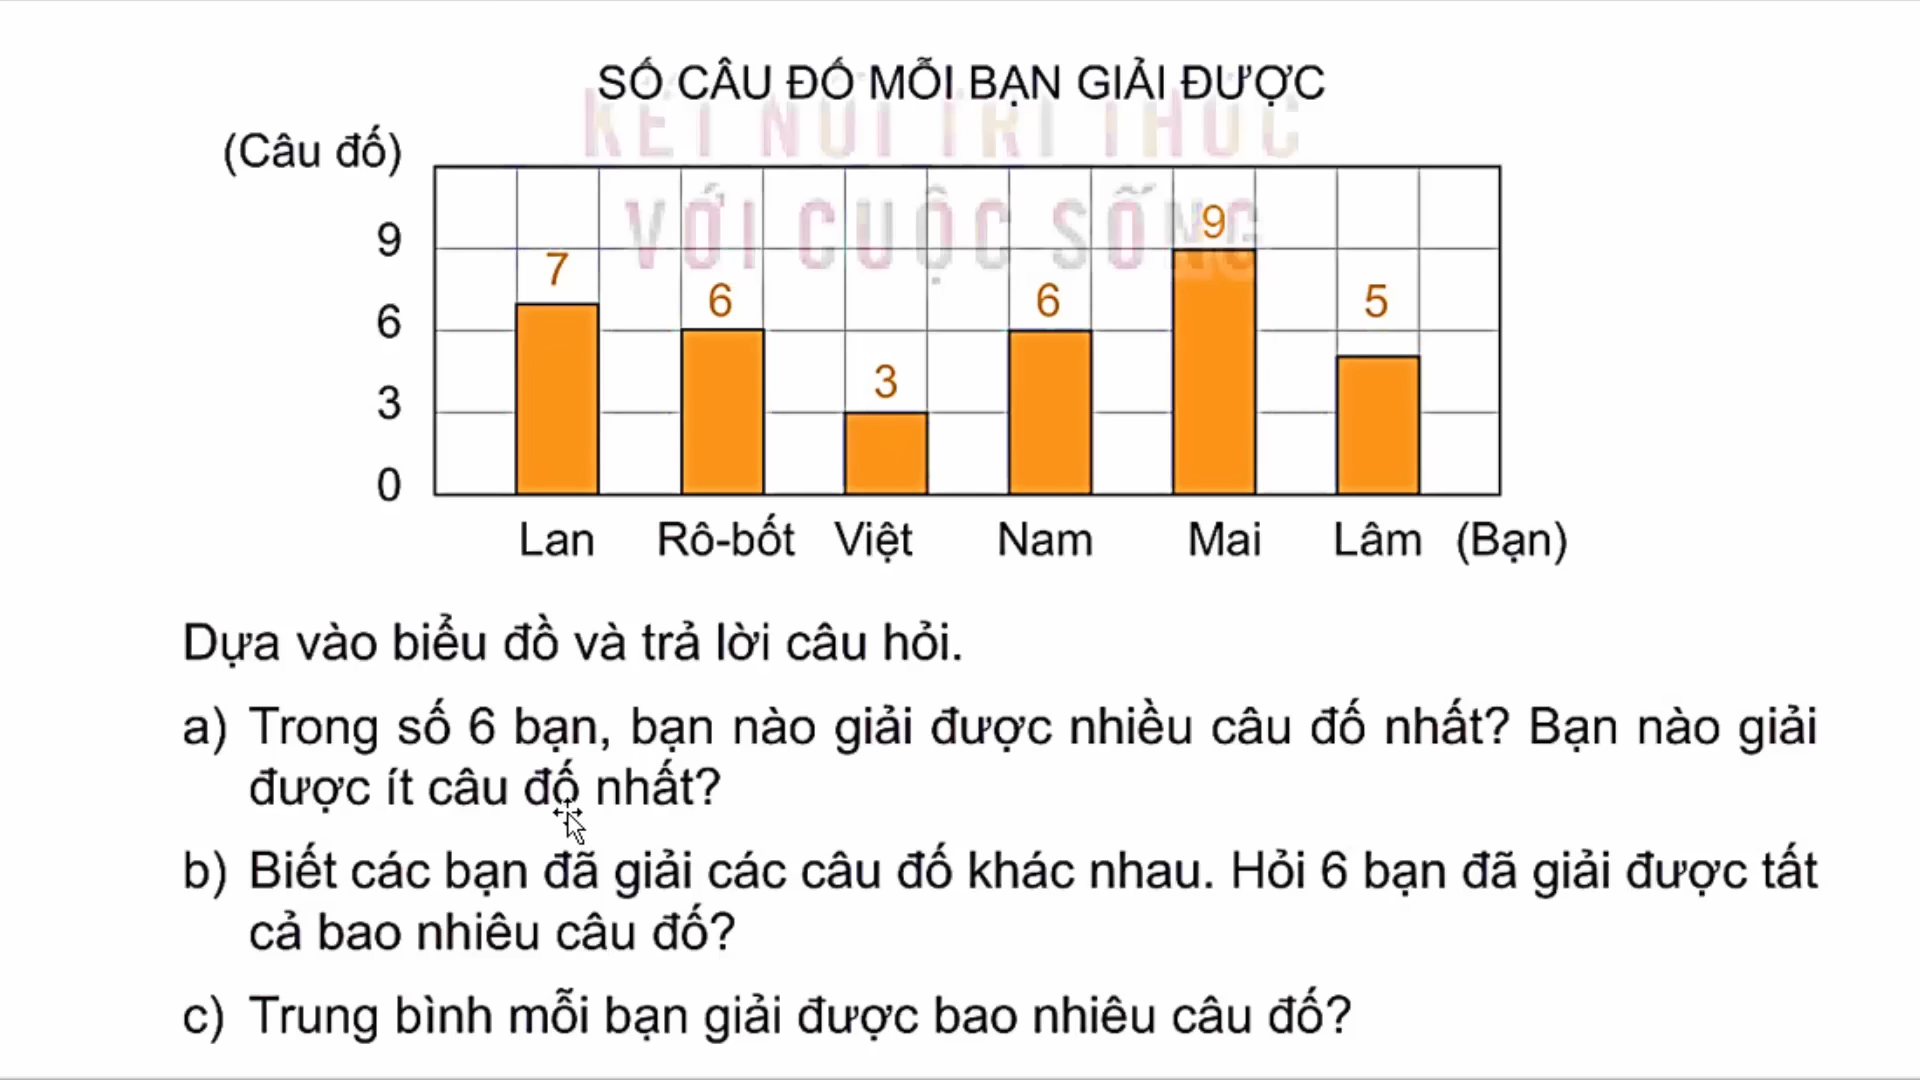 SỐ CÂU ĐỐ MỖI BẠN GIẢI ĐƯỢC
KẾT NỐI TRI THỨC
VỚI CUỘC SỐNG
(Câu đố)
9
6
3
0
7
6
3
6
9
5
Lan Rô-bốt Việt Nam Mai Lâm (Bạn)
Dựa vào biểu đồ và trả lời câu hỏi.
a) Trong số 6 bạn, bạn nào giải được nhiều câu đố nhất? Bạn nào giải
được ít câu đố nhất?
b) Biết các bạn đã giải các câu đố khác nhau. Hỏi 6 bạn đã giải được tất
cả bao nhiêu câu đố?
c) Trung bình mỗi bạn giải được bao nhiêu câu đố?